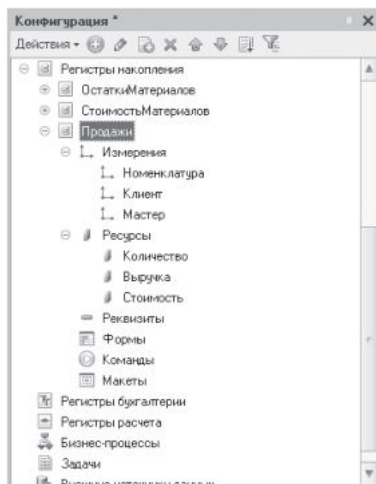 Конфигурация *
Действия
Регистры накопления
ОстаткиМатериалов
СтоимостьМатериалов
Продажи
Измерения
Номенклатура
Клиент
Мастер
Ресурсы
Количество
Выручка
Стоимость
Реквизиты
Формы
Команды
Макеты
Регистры бухгалтерии
Регистры расчета
Бизнес-процессы
Задачи